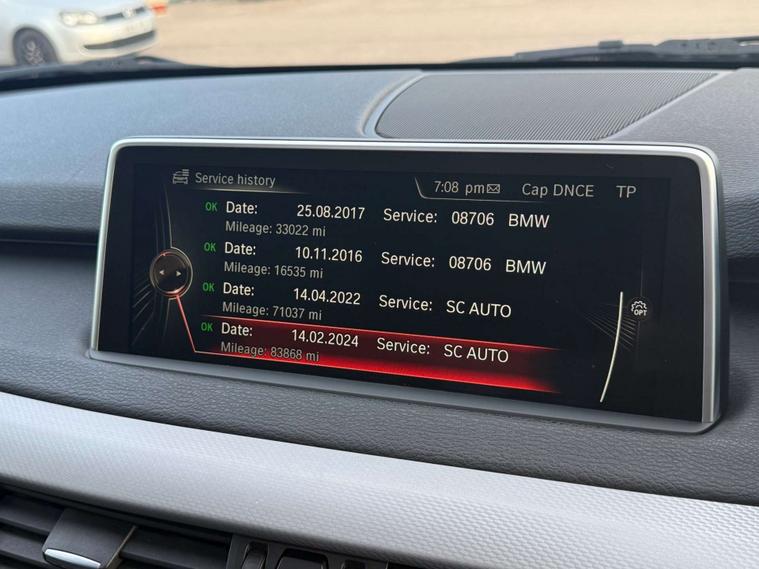 Service history
7:08 pm Cap DNCE TP
OK Date: 25.08.2017 Service: 08706 BMW
Mileage: 33022 mi
OK Date: 10.11.2016 Service: 08706 BMW
Mileage: 16535 mi
OK Date: 14.04.2022 Service: SC AUTO
Mileage: 71037 mi
OPT
OK Date: 14.02.2024 Service: SC AUTO
Mileage: 83868 mi